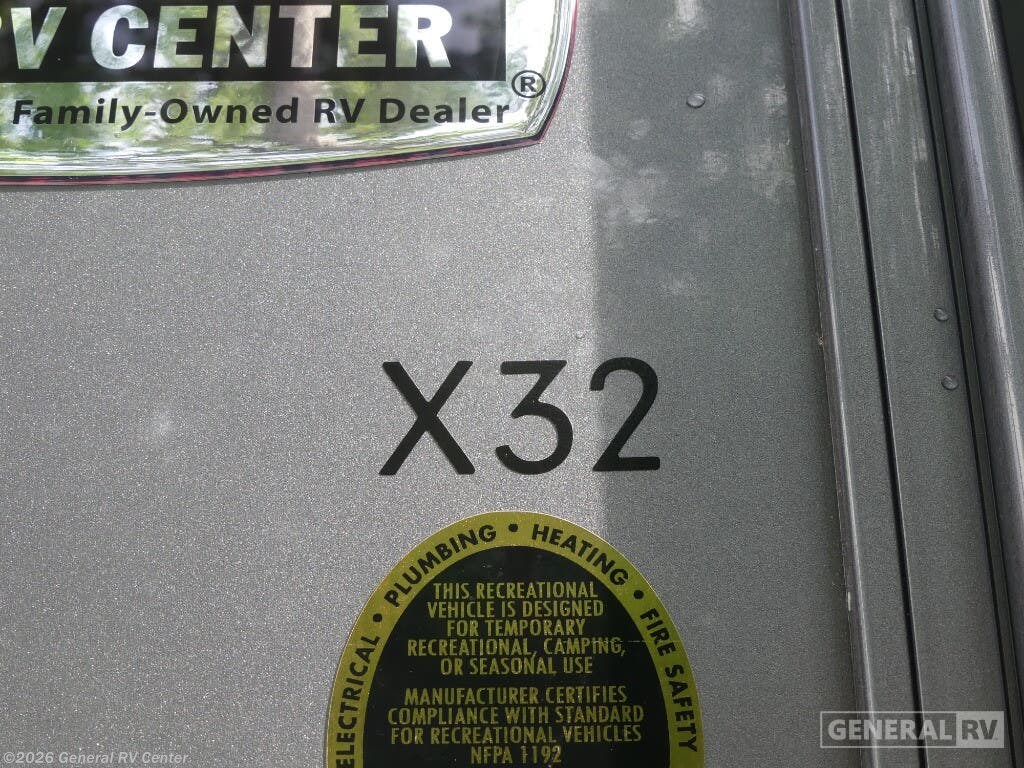 V CENTER
Family-Owned RV Dealer®
X32
ELECTRICAL • PLUMBING • HEATING • FIRE SAFETY
THIS RECREATIONAL
VEHICLE IS DESIGNED
FOR TEMPORARY
RECREATIONAL, CAMPING,
OR SEASONAL USE
MANUFACTURER CERTIFIES
COMPLIANCE WITH STANDARD
FOR RECREATIONAL VEHICLES
NFPA 1192
GENERAL RV
©2026 General RV Center